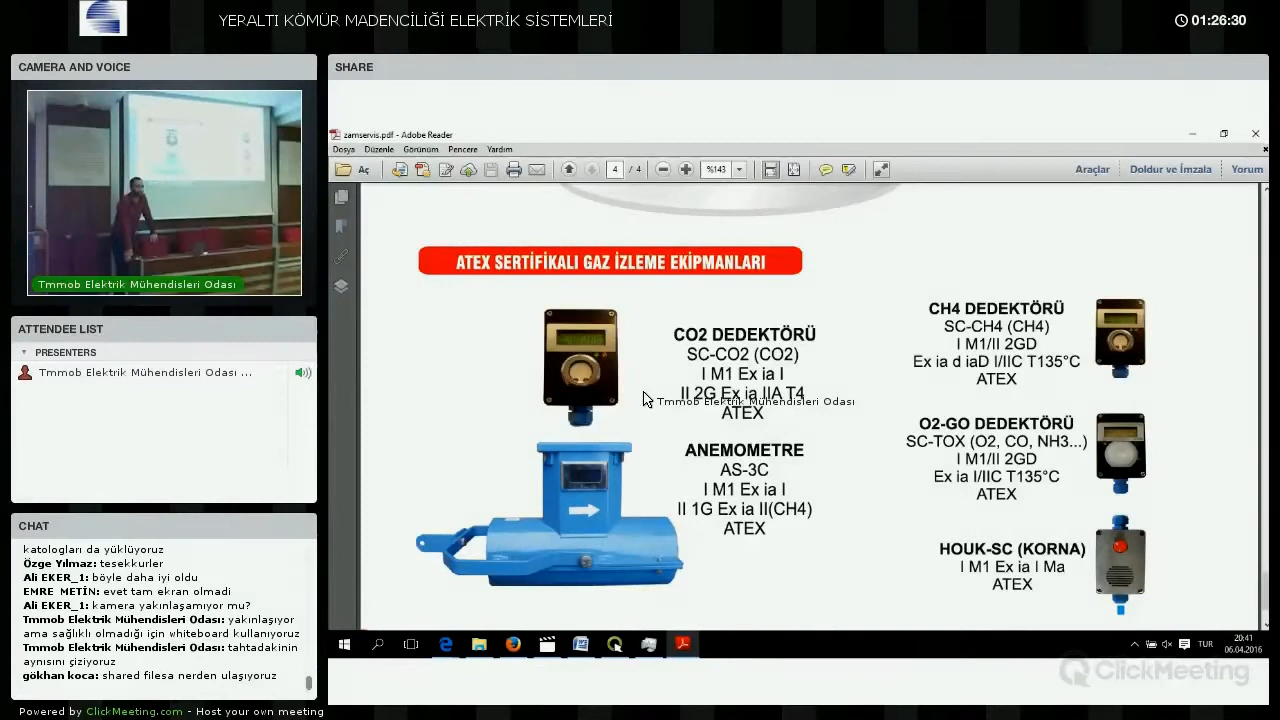 YERALTI KÖMÜR MADENCİLİĞİ ELEKTRİK SİSTEMLERİ
01:26:30
CAMERA AND VOICE
Tmmob Elektrik Mühendisleri Odası
ATTENDEE LIST
PRESENTERS
Tmmob Elektrik Mühendisleri Odası ...
CHAT
katologları da yüklüyoruz
Özge Yılmaz: tesekkurler
Ali EKER_1: böyle daha iyi oldu
EMRE METİN: evet tam ekran olmadi
Ali EKER_1: kamera yakınlaşamıyor mu?
Tmmob Elektrik Mühendisleri Odası: yakınlaşıyor
ama sağlıklı olmadığı için whiteboard kullanıyoruz
Tmmob Elektrik Mühendisleri Odası: tahtadakinin
aynısını çiziyoruz
gökhan koca: shared filesa nerden ulaşıyoruz
Powered by ClickMeeting.com - Host your own meeting
SHARE
zamservis.pdf - Adobe Reader
Dosya Düzenle Görünüm Pencere Yardım
Aç
4 / 4
%143
Araçlar
Doldur ve İmzala
Yorum
ATEX SERTİFİKALI GAZ İZLEME EKİPMANLARI
CO2 DEDEKTÖRÜ
SC-CO2 (CO2)
I M1 Ex ia I
II 2G Ex ia IIA T4
ATEX
Tmmob Elektrik Mühendisleri Odası
ANEMOMETRE
AS-3C
I M1 Ex ia I
II 1G Ex ia II(CH4)
ATEX
CH4 DEDEKTÖRÜ
SC-CH4 (CH4)
I M1/II 2GD
Ex ia d iaD I/IIC T135°C
ATEX
O2-GO DEDEKTÖRÜ
SC-TOX (O2, CO, NH3...)
I M1/II 2GD
Ex ia I/IIC T135°C
ATEX
HOUK-SC (KORNA)
I M1 Ex ia I Ma
ATEX
TUR
20:41
06.04.2016
ClickMeeting